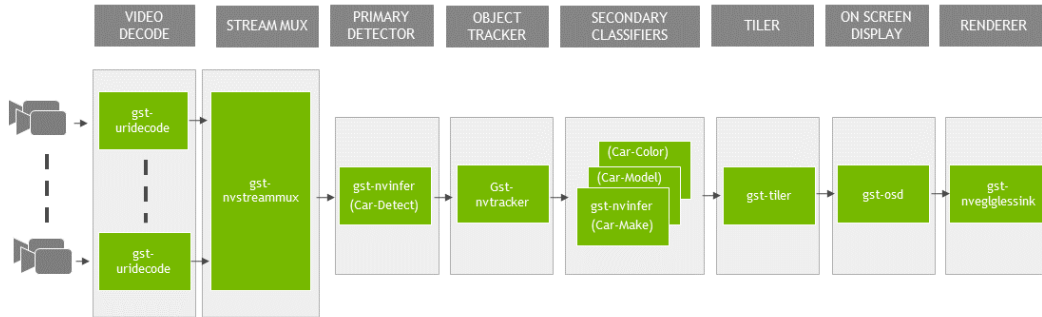 VIDEO
DECODE
STREAM MUX
PRIMARY
DETECTOR
OBJECT
TRACKER
SECONDARY
CLASSIFIERS
TILER
ON SCREEN
DISPLAY
RENDERER
gst-
uridecode
gst-
uridecode
gst-
nvstreammux
gst-nvinfer
(Car-Detect)
Gst-
nvtracker
(Car-Color)
(Car-Model)
gst-nvinfer
(Car-Make)
gst-tiler
gst-osd
gst-
nveglglessink